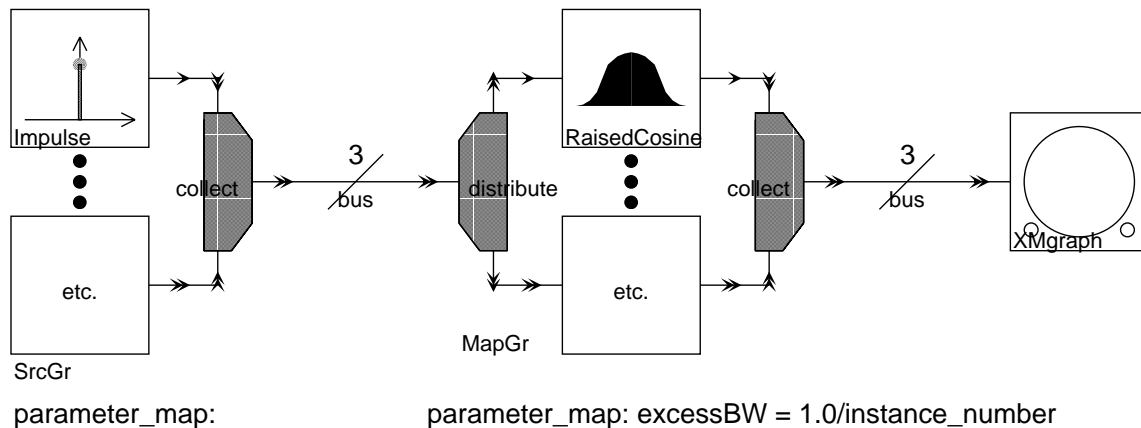 Impulse
RaisedCosine
3
3
collect
bus
distribute
collect
bus
XMgraph
etc.
etc.
MapGr
SrcGr
parameter_map:
parameter_map: excessBW = 1.0/instance_number